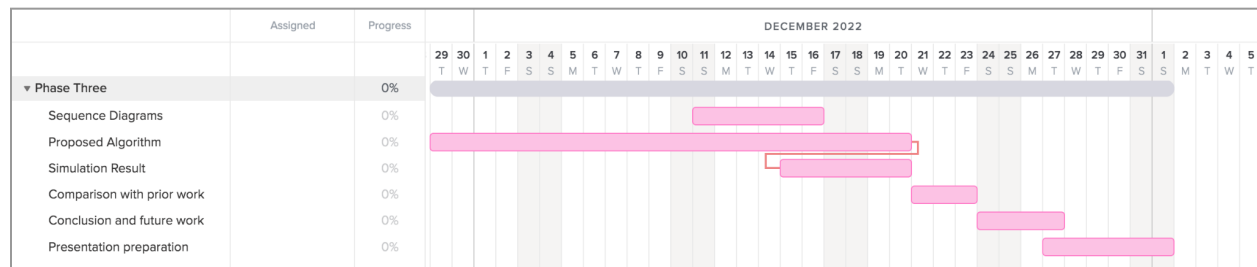 Assigned Progress DECEMBER 2022
29 30 1 2 3 4 5 6 7 8 9 10 11 12 13 14 15 16 17 18 19 20 21 22 23 24 25 26 27 28 29 30 31 1 2 3 4 5
T W T F S S M T W T F S S M T W T F S S M T W T F S S M T W T F S S M T W T
Phase Three 0%
Sequence Diagrams 0%
Proposed Algorithm 0%
Simulation Result 0%
Comparison with prior work 0%
Conclusion and future work 0%
Presentation preparation 0%